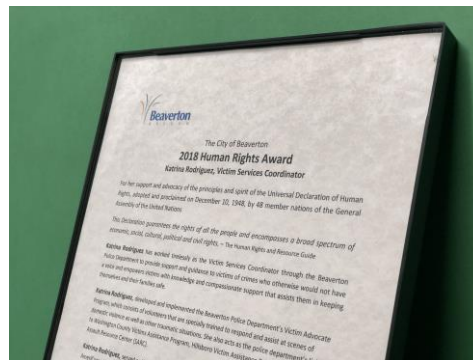 Beaverton
OREGON
The City of Beaverton
2018 Human Rights Award
Katrina Rodriguez, Victim Services Coordinator
For her support and advocacy of the principles and spirit of the Universal Declaration of Human
Rights, adopted and proclaimed on December 10, 1948, by 48 member nations of the General
Assembly of the United Nations
This Declaration guarantees the rights of all the people and encompasses a broad spectrum of
economic, social, cultural, political and civil rights. – The Human Rights and Resource Guide
Katrina Rodriguez has worked tirelessly as the Victim Services Coordinator through the Beaverton
Police Department to provide support and guidance to victims of crimes who otherwise would not have
a voice and empowers victims with knowledge and compassionate support that assists them in keeping
themselves and their families safe.
Katrina Rodriguez, developed and implemented the Beaverton Police Department's Victim Advocate
Program, which consists of volunteers that are specially trained to respond and assist at scenes of
domestic violence as well as other traumatic situations. She also acts as the police department's
to Washington County Victims Assistance Program, Hillsboro Victim Assistance
Assault Resource Center (SARC).
Katrina Rodriguez,